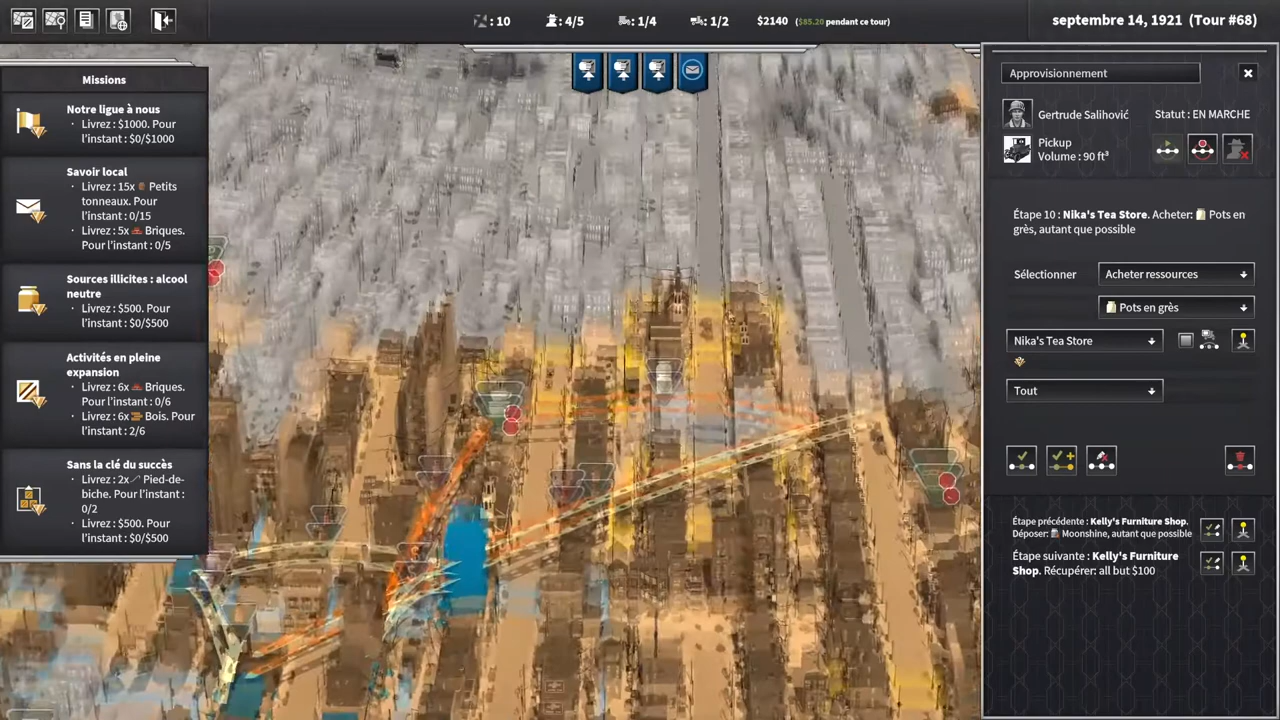 : 10
: 4/5
: 1/4
: 1/2
$2140 ($85.20 pendant ce tour)
septembre 14, 1921 (Tour #68)
Missions
Notre ligue à nous
• Livrez : $1000. Pour
l'instant : $0/$1000
Savoir local
• Livrez : 15x Petits
tonneaux. Pour
l'instant : 0/15
• Livrez : 5x Briques.
Pour l'instant : 0/5
Sources illicites : alcool
neutre
• Livrez : $500. Pour
l'instant : $0/$500
Activités en pleine
expansion
• Livrez : 6x Briques.
Pour l'instant : 0/6
• Livrez : 6x Bois. Pour
l'instant : 2/6
Sans la clé du succès
• Livrez : 2x Pied-de-
biche. Pour l'instant :
0/2
• Livrez : $500. Pour
l'instant : $0/$500
Approvisionnement
Gertrude Salihović
Statut : EN MARCHE
Pickup
Volume : 90 ft³
Étape 10 : Nika's Tea Store. Acheter: Pots en
grès, autant que possible
Sélectionner
Acheter ressources
Pots en grès
Nika's Tea Store
Tout
Étape précédente : Kelly's Furniture Shop.
Déposer: Moonshine, autant que possible
Étape suivante : Kelly's Furniture
Shop. Récupérer: all but $100